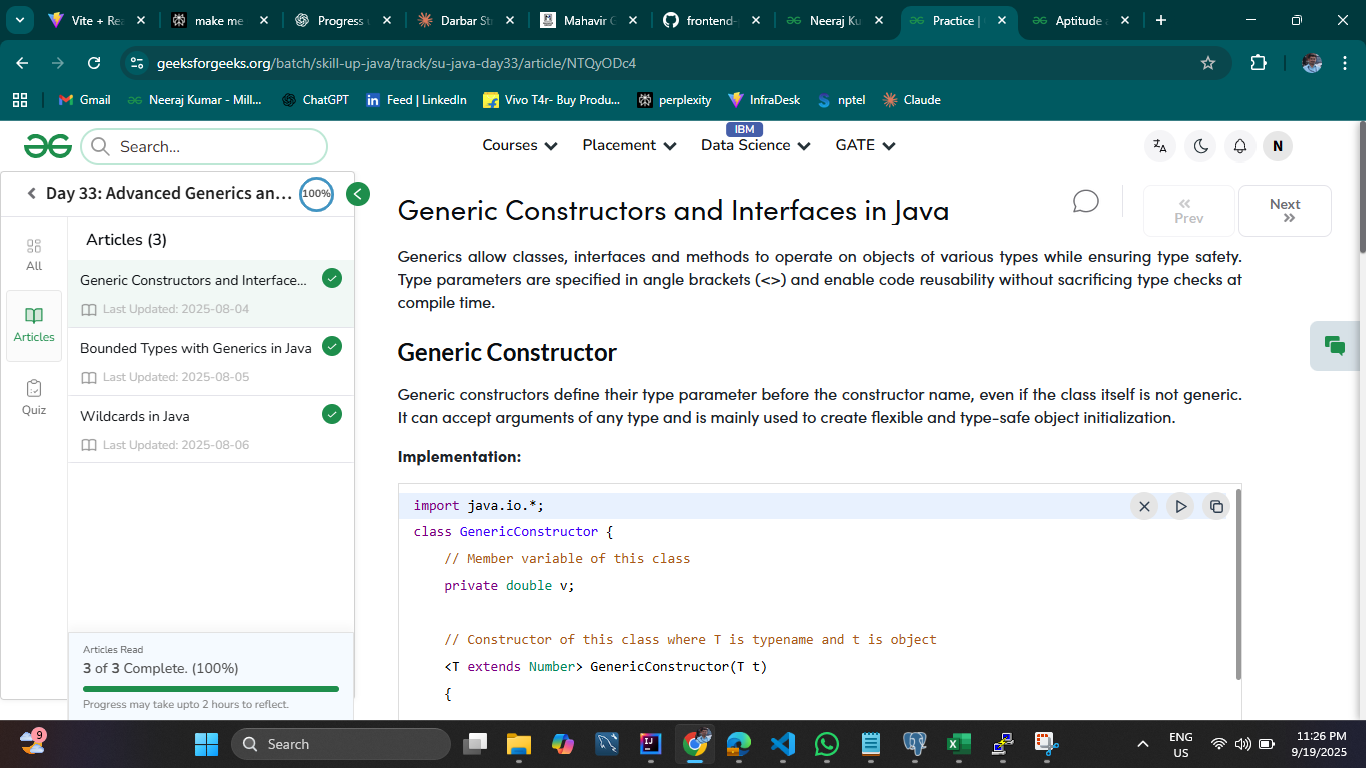 Vite + Rea
make me
Progress u
Darbar Str
Mahavir G
frontend-
Neeraj Ku
Practice |
Aptitude a
geeksforgeeks.org/batch/skill-up-java/track/su-java-day33/article/NTQyODc4
Gmail
Neeraj Kumar - Mill...
ChatGPT
Feed | LinkedIn
Vivo T4r- Buy Produ...
perplexity
InfraDesk
nptel
Claude
Search...
Courses
Placement
IBM
Data Science
GATE
N
Day 33: Advanced Generics an...
100%
All
Articles
Quiz
Articles (3)
Generic Constructors and Interface...
Last Updated: 2025-08-04
Bounded Types with Generics in Java
Last Updated: 2025-08-05
Wildcards in Java
Last Updated: 2025-08-06
Articles Read
3 of 3 Complete. (100%)
Progress may take upto 2 hours to reflect.
Generic Constructors and Interfaces in Java
Prev
Next
Generics allow classes, interfaces and methods to operate on objects of various types while ensuring type safety.
Type parameters are specified in angle brackets (<>) and enable code reusability without sacrificing type checks at
compile time.
Generic Constructor
Generic constructors define their type parameter before the constructor name, even if the class itself is not generic.
It can accept arguments of any type and is mainly used to create flexible and type-safe object initialization.
Implementation:
import java.io.*;
class GenericConstructor {
// Member variable of this class
private double v;
// Constructor of this class where T is typename and t is object
<T extends Number> GenericConstructor(T t)
{
9
Search
ENG
US
11:26 PM
9/19/2025